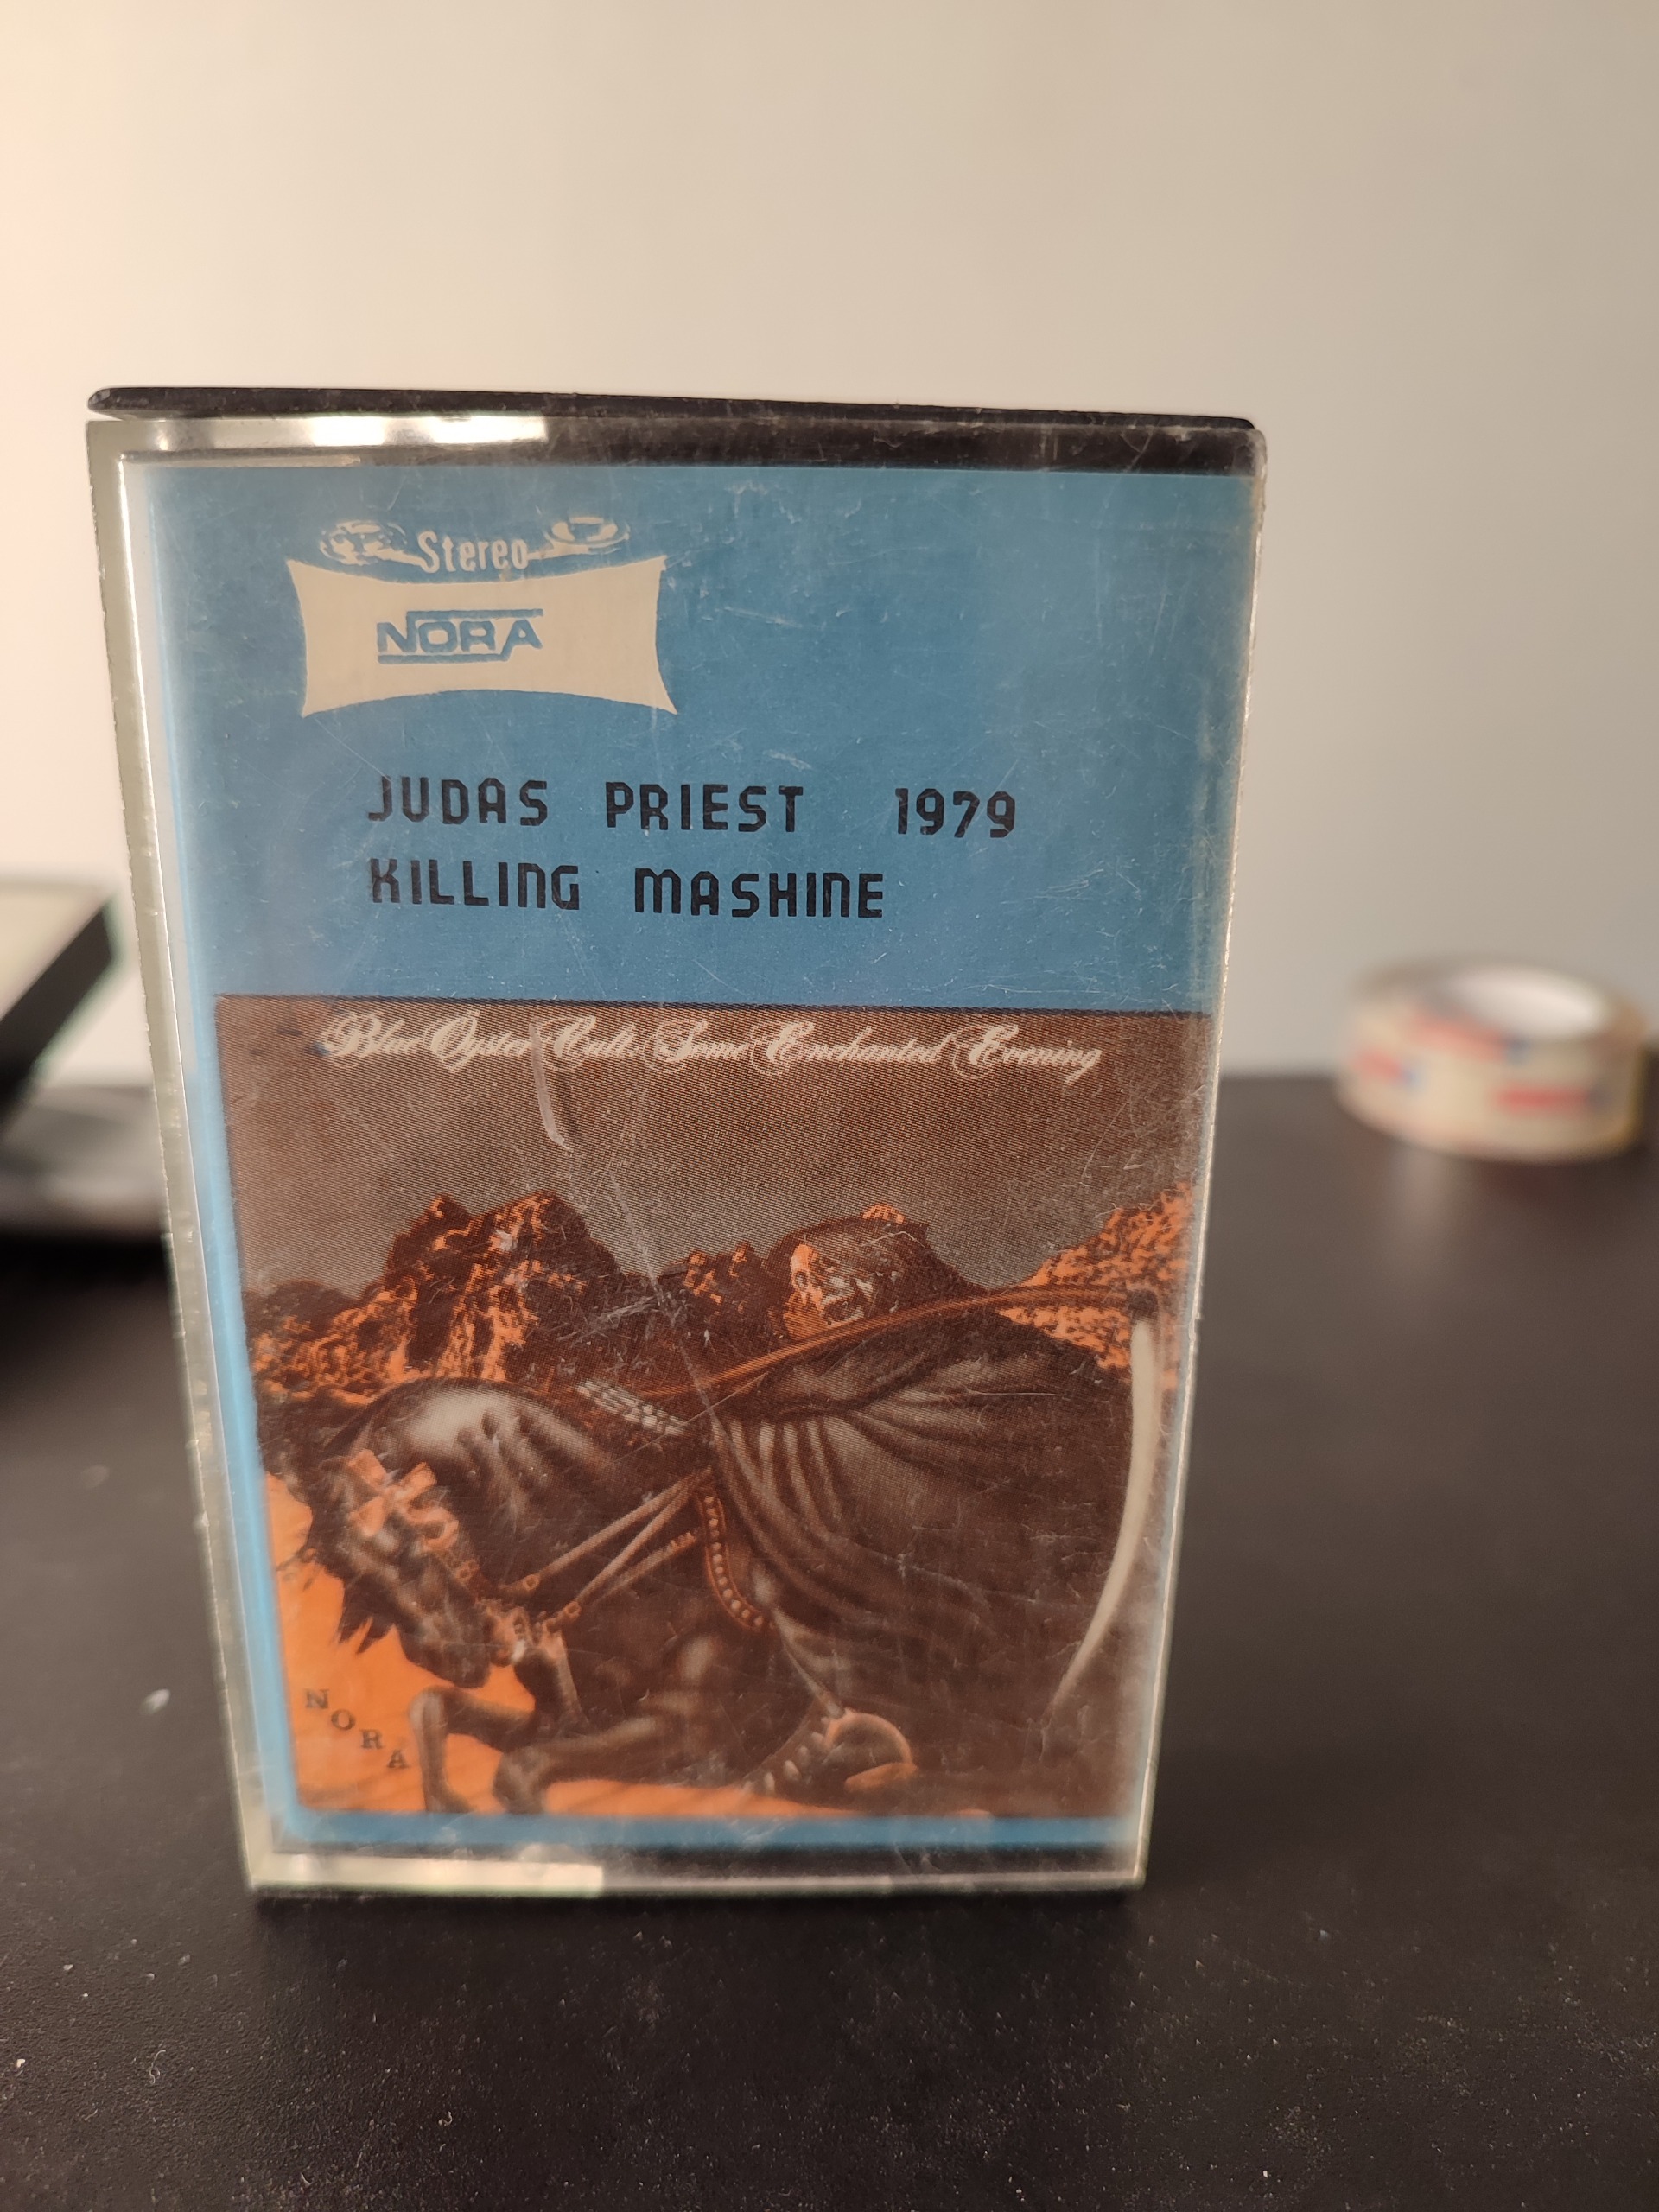 Stereo
NORA
JUDAS PRIEST 1979
KILLING MASHINE
Blue Öyster Cult. Some Enchanted Evening
NORA